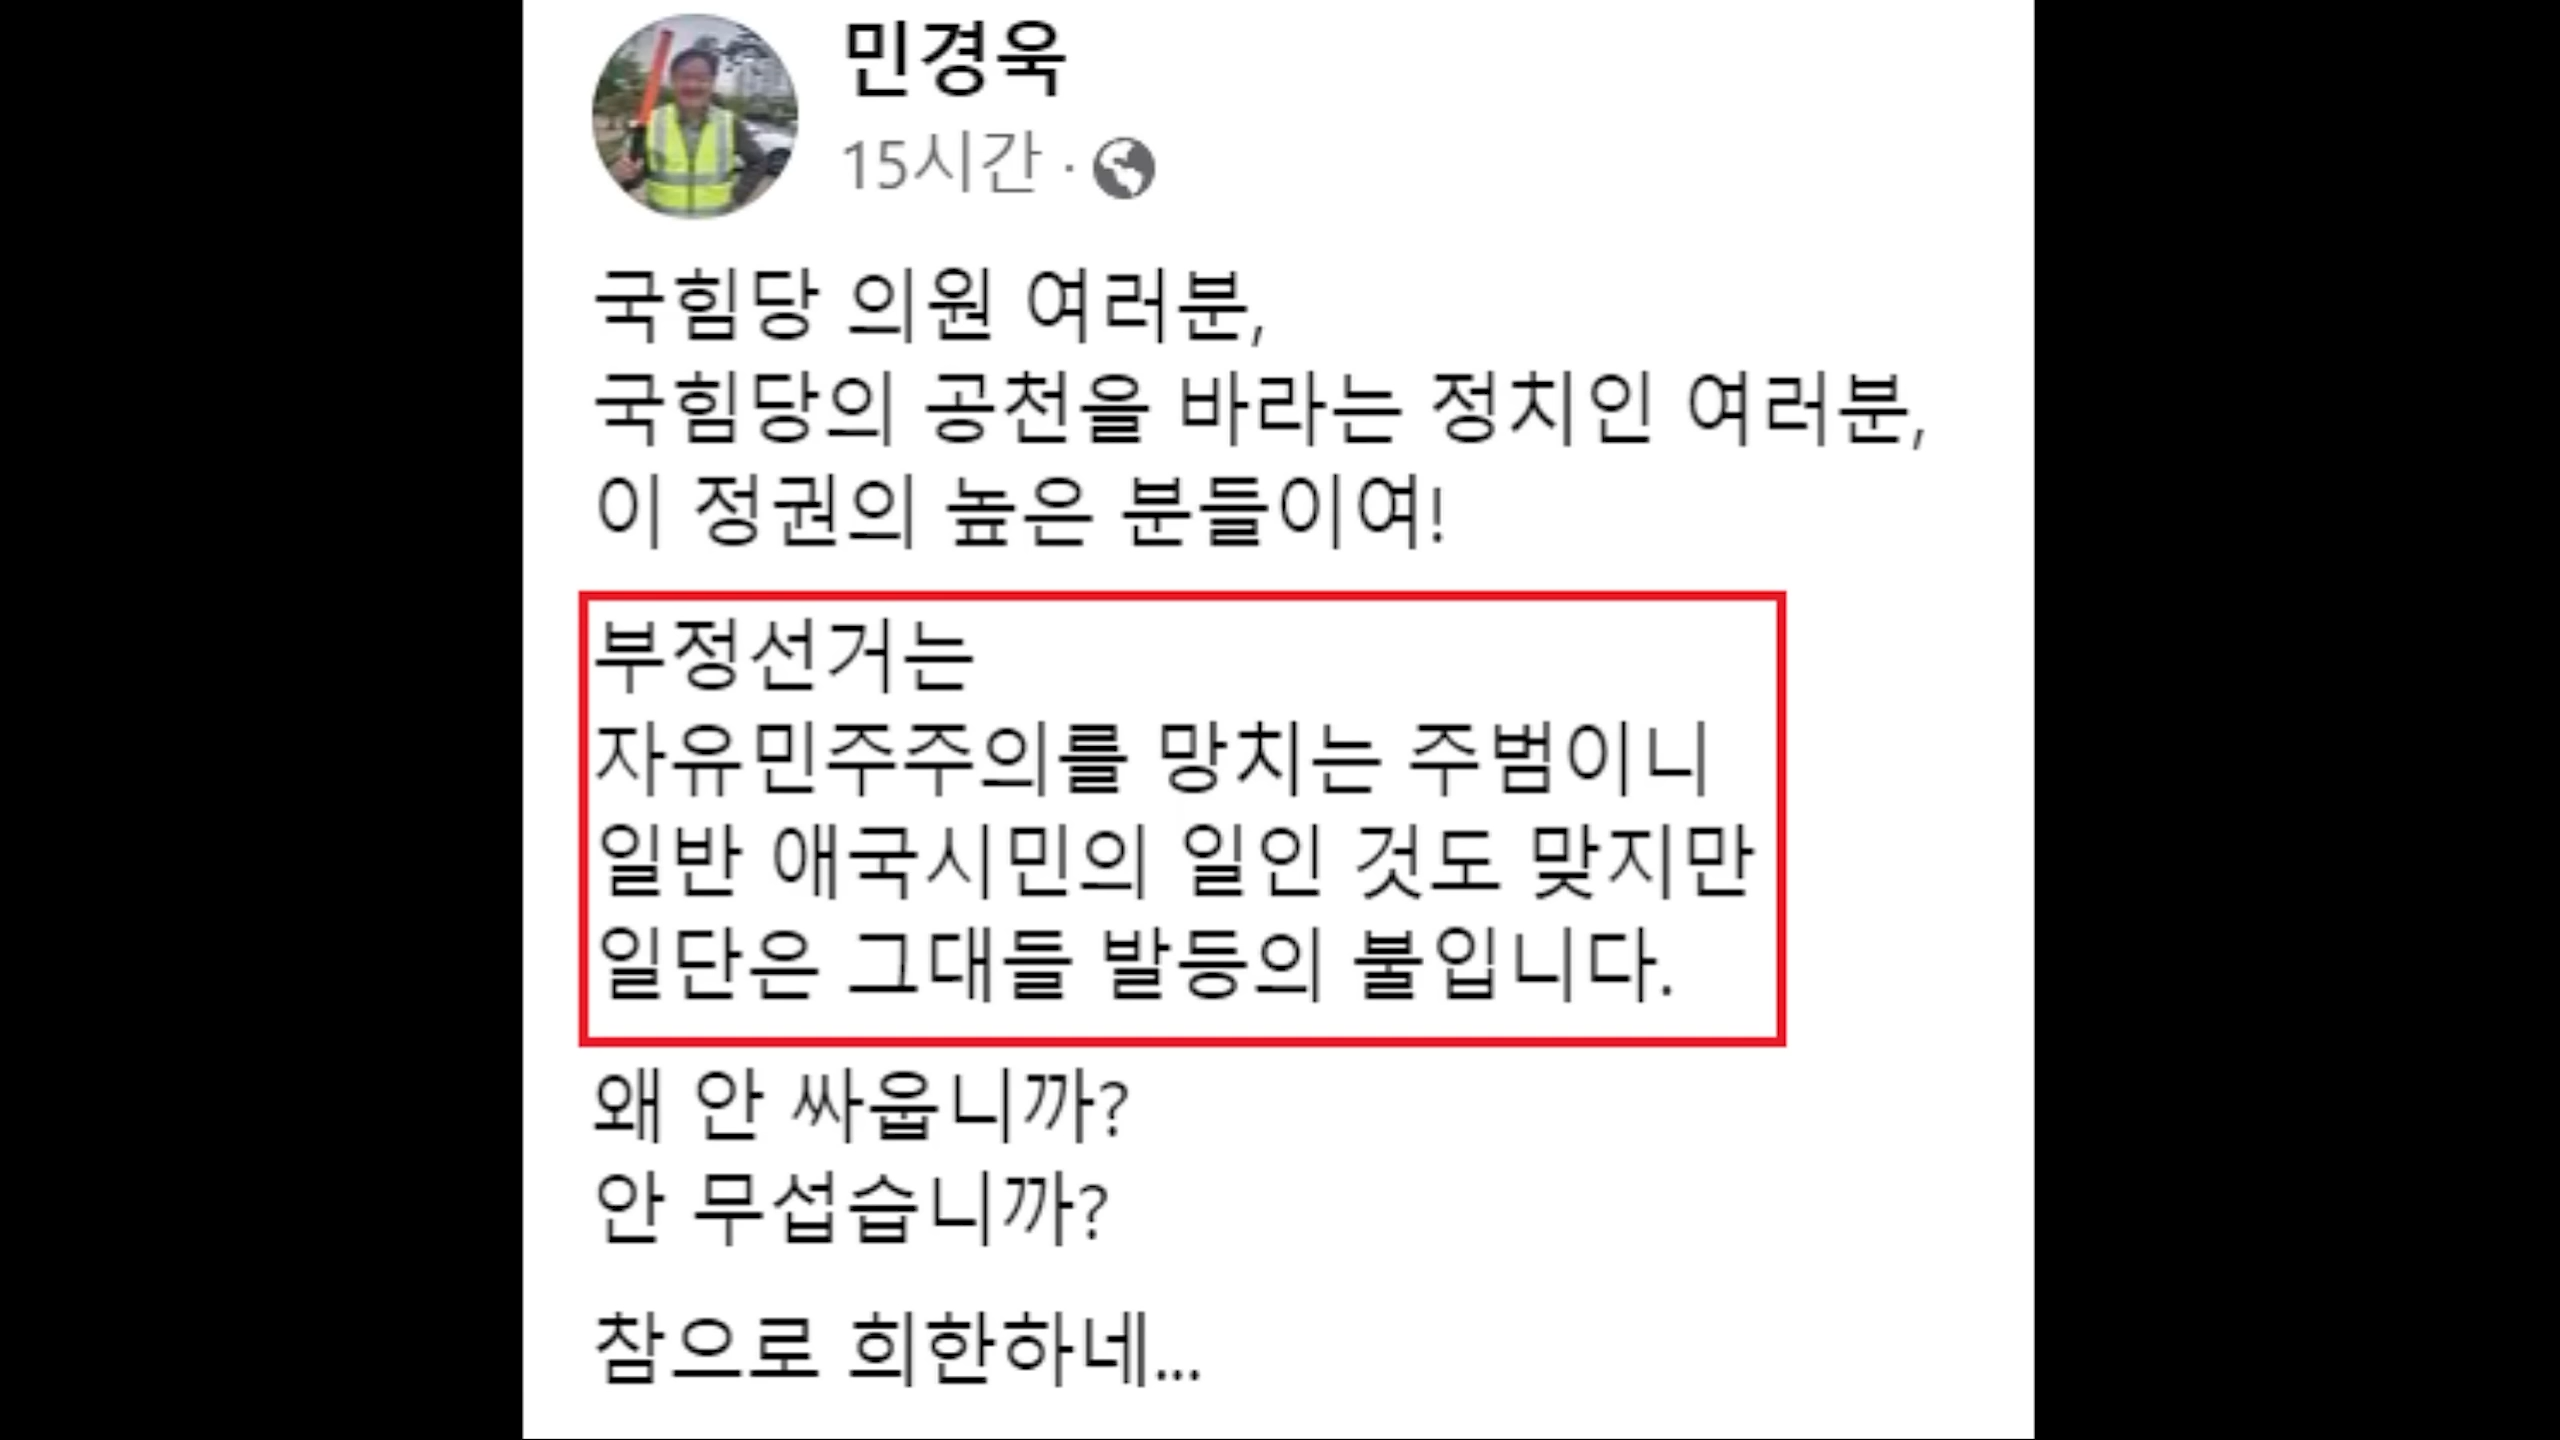 민경욱
15시간 ·
국힘당 의원 여러분,
국힘당의 공천을 바라는 정치인 여러분,
이 정권의 높은 분들이여!
부정선거는
자유민주주의를 망치는 주범이니
일반 애국시민의 일인 것도 맞지만
일단은 그대들 발등의 불입니다.
왜 안 싸웁니까?
안 무섭습니까?
참으로 희한하네...